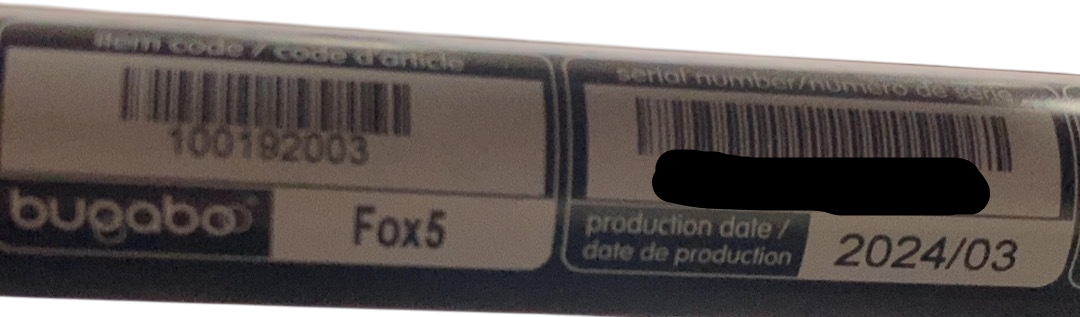 item code / code d'article
100192003
bugaboo
Fox5
serial number/numéro de série
production date /
date de production
2024/03